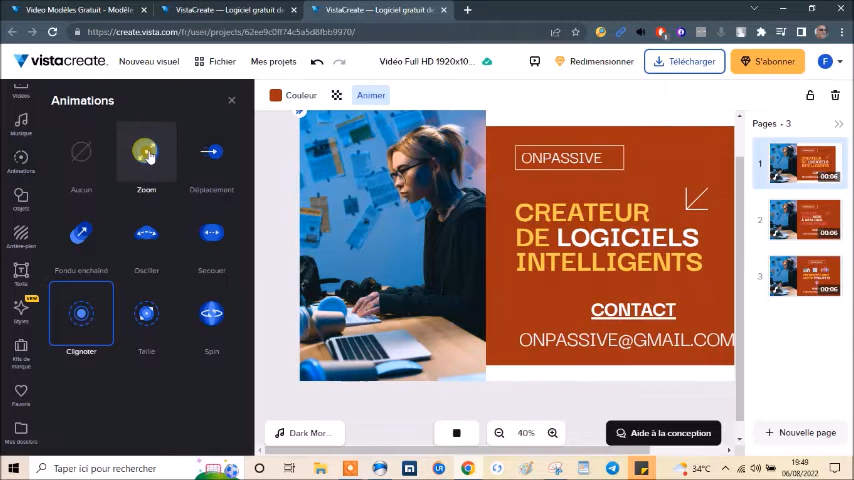 Video Modèles Gratuit - Modèle
VistaCreate — Logiciel gratuit de
VistaCreate — Logiciel gratuit de
https://create.vista.com/fr/user/projects/62ee9c0ff74c5a5d8fbb9970/
vistacreate.
Nouveau visuel
Fichier
Mes projets
Vidéo Full HD 1920x10...
Redimensionner
Télécharger
S'abonner
F
Vidéos
Musique
Animations
Objets
Arrière-plan
Texte
NEW
Styles
Kits de
marque
Favoris
Mes dossiers
Animations
Aucun
Zoom
Déplacement
Fondu enchaîné
Osciller
Secouer
Clignoter
Taille
Spin
Couleur
Animer
ONPASSIVE
CREATEUR
DE LOGICIELS
INTELLIGENTS
CONTACT
ONPASSIVE@GMAIL.COM
Dark Mor...
40%
Aide à la conception
Pages • 3
1
00:06
2
00:06
3
00:06
Nouvelle page
Taper ici pour rechercher
34°C
19:49
06/08/2022